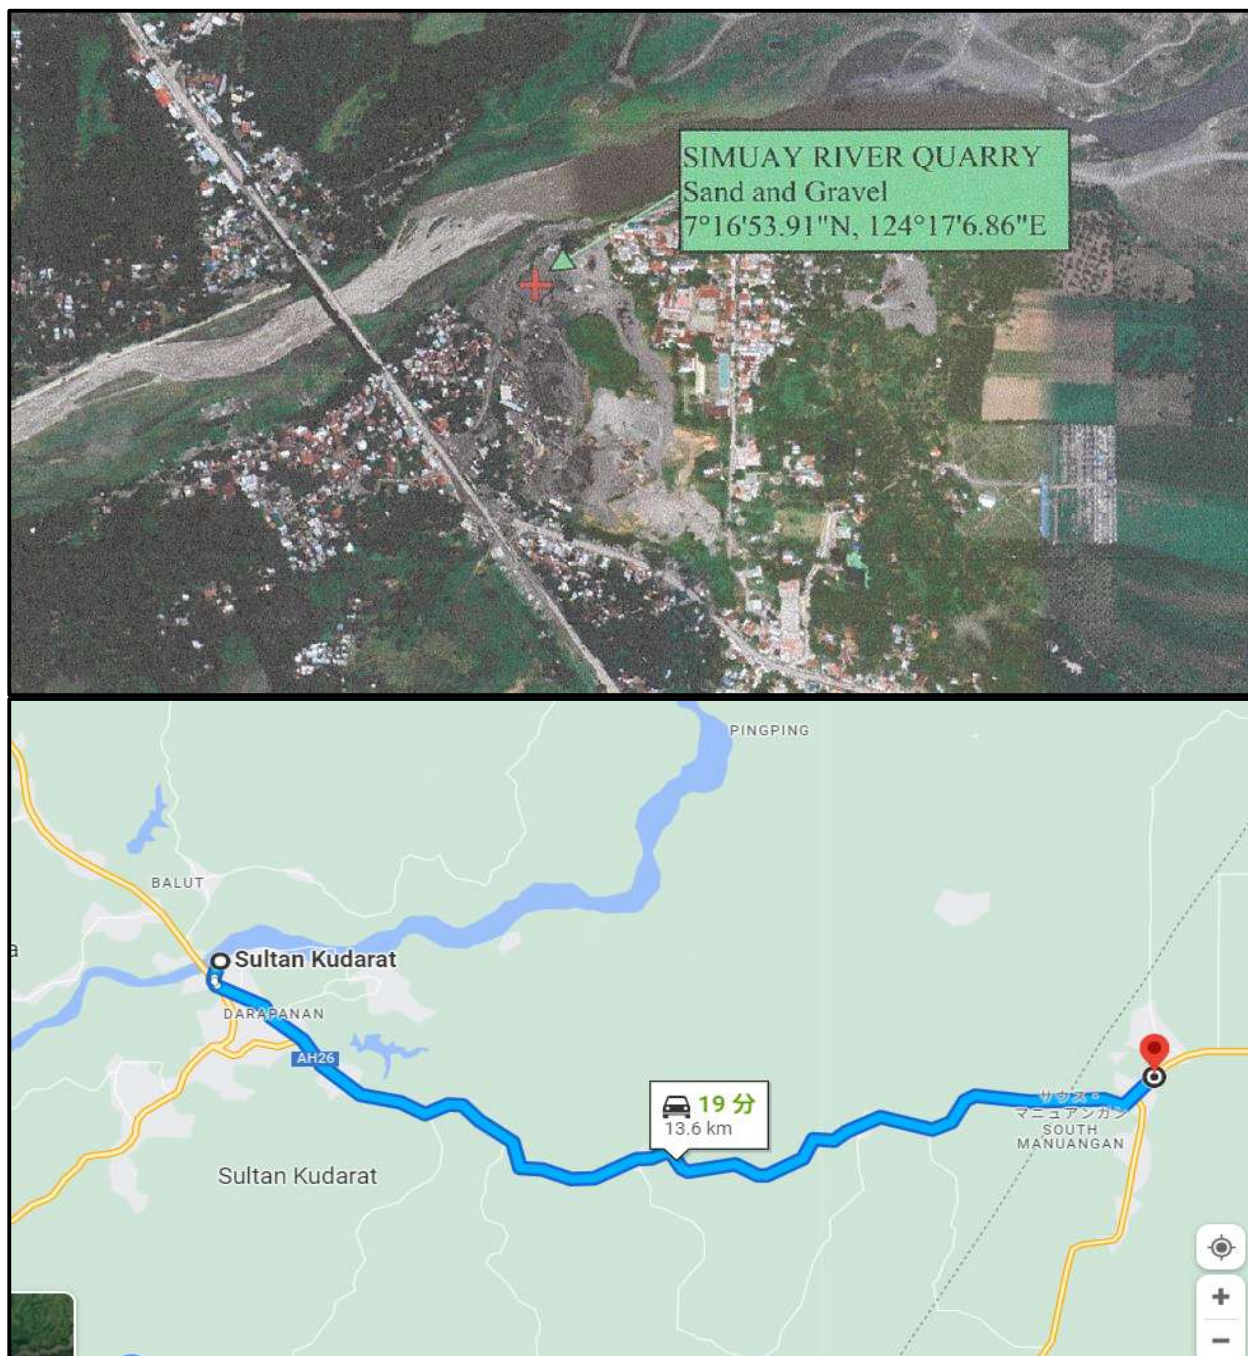 SIMUAY RIVER QUARRY
Sand and Gravel
7°16'53.91"N, 124°17'6.86"E
PINGPING
BALUT
a
Sultan Kudarat
DARAPANAN
AH26
19 分
13.6 km
サウス・
マニュアンガン
SOUTH
MANUANGAN
Sultan Kudarat